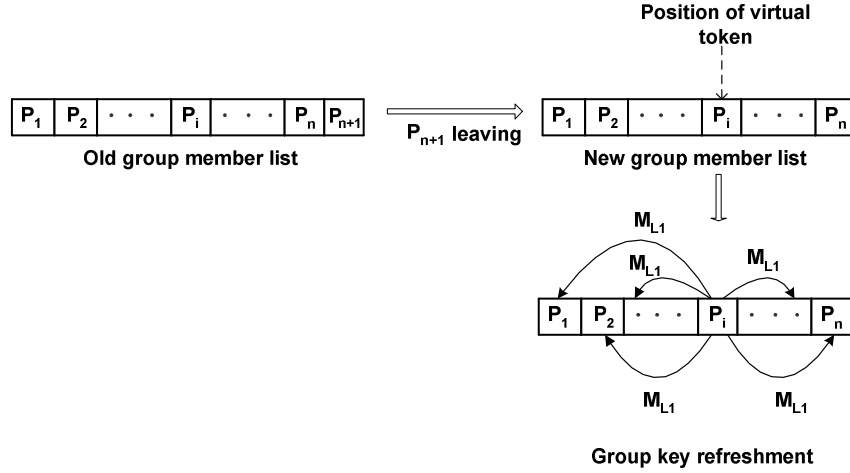 Position of virtual
token
P1 P2 · · · Pi · · · Pn Pn+1
Pn+1 leaving
P1 P2 · · · Pi · · · Pn
Old group member list
New group member list
ML1
ML1
ML1
P1 P2 · · · Pi · · · Pn
ML1
ML1
Group key refreshment